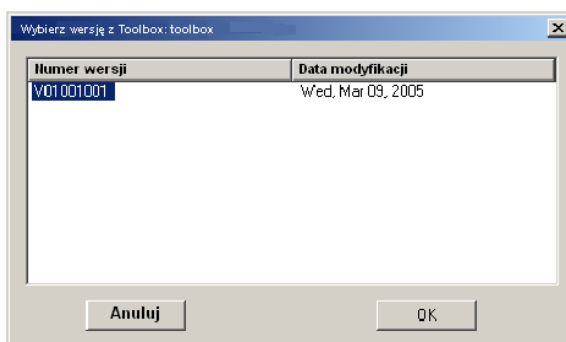 Wybierz wersję z Toolbox: toolbox
Numer wersji Data modyfikacji
V01001001 Wed, Mar 09, 2005
Anuluj OK